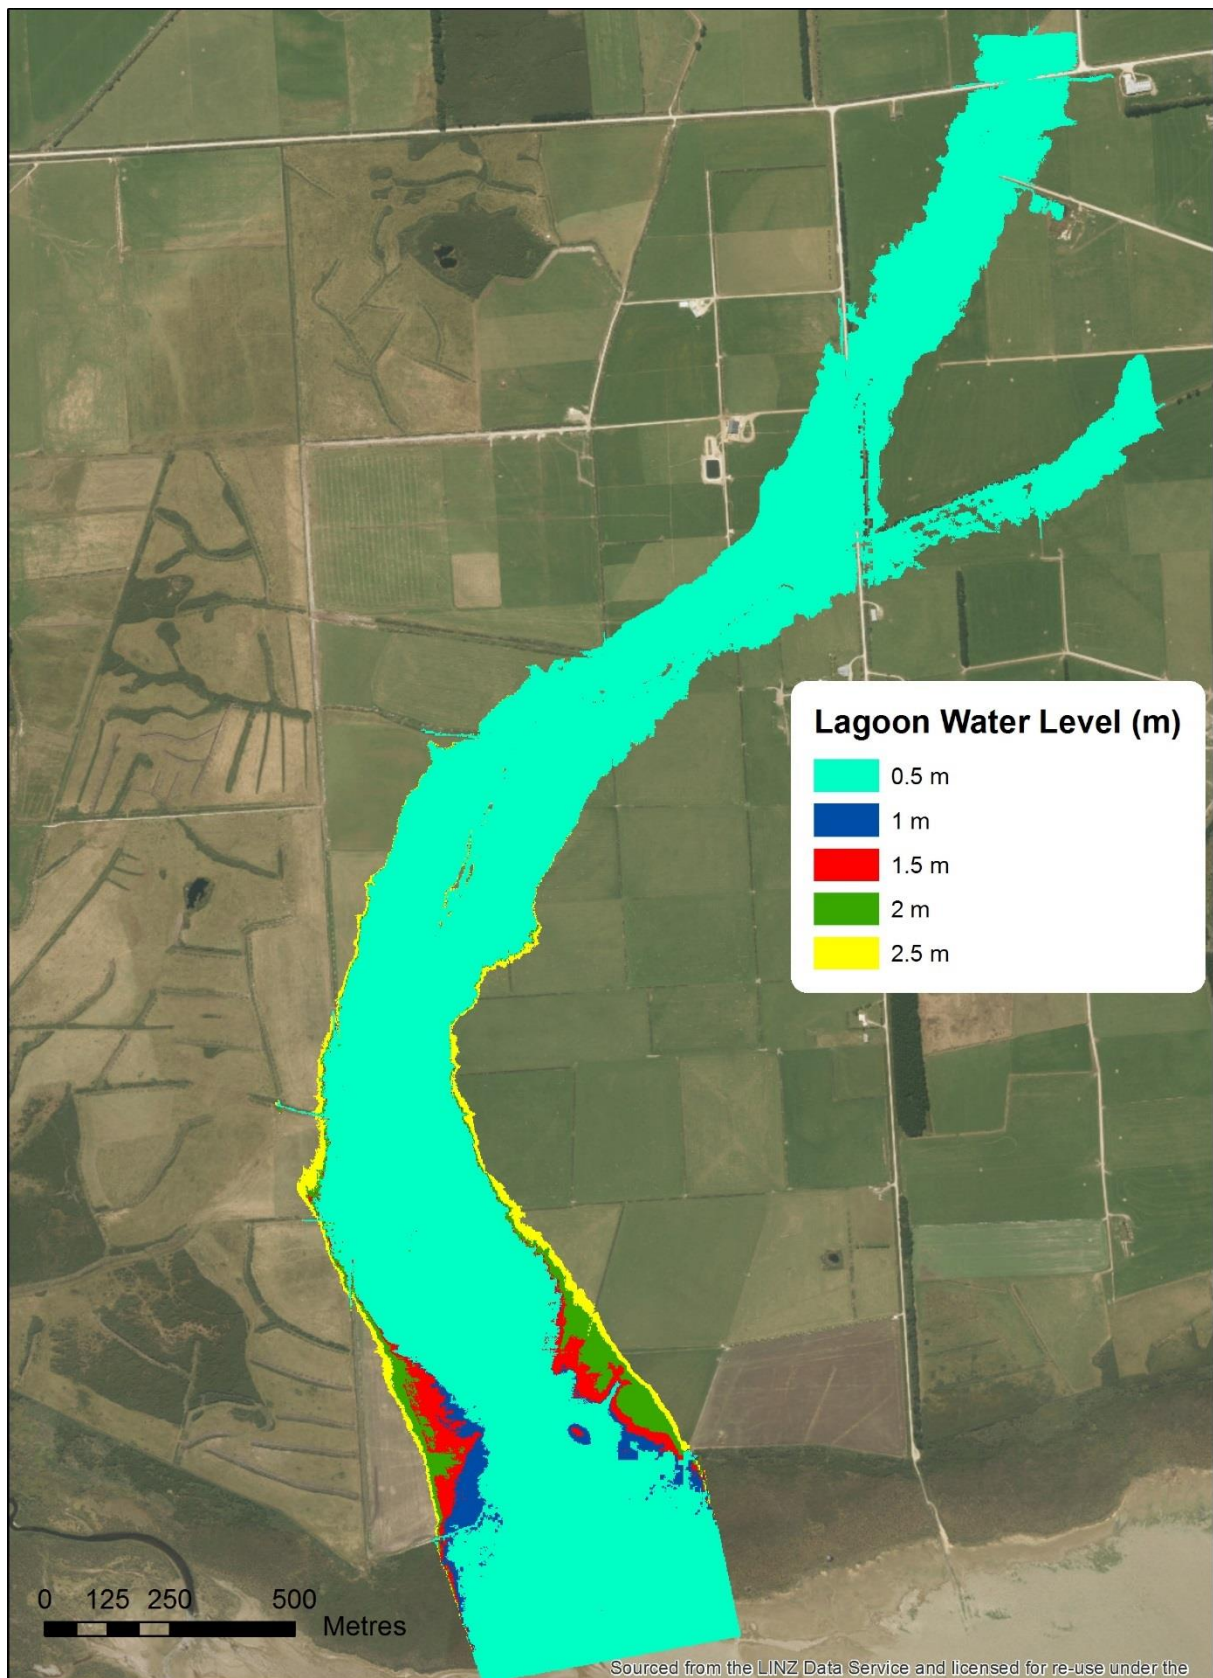 Lagoon Water Level (m)
0.5 m
1 m
1.5 m
2 m
2.5 m
0 125 250 500
Metres
Sourced from the LINZ Data Service and licensed for re-use under the